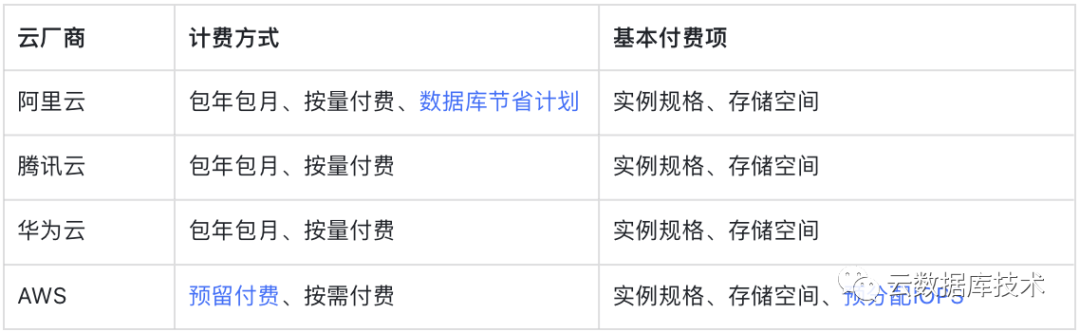 云厂商 计费方式 基本付费项
阿里云 包年包月、按量付费、数据库节省计划 实例规格、存储空间
腾讯云 包年包月、按量付费 实例规格、存储空间
华为云 包年包月、按量付费 实例规格、存储空间
AWS 预留付费、按需付费 实例规格、存储空间、预分配IOPS
云数据库技术